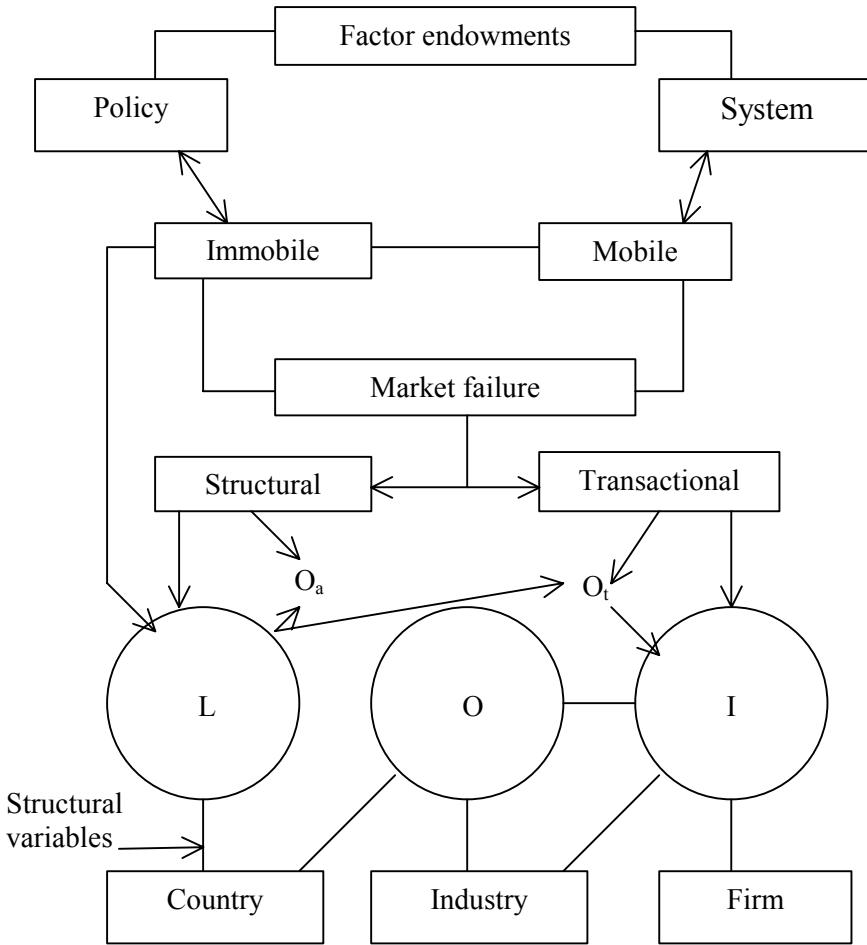 Factor endowments
Policy
System
Immobile
Mobile
Market failure
Structural
Transactional
Oa
Ot
L
O
I
Structural
variables
Country
Industry
Firm